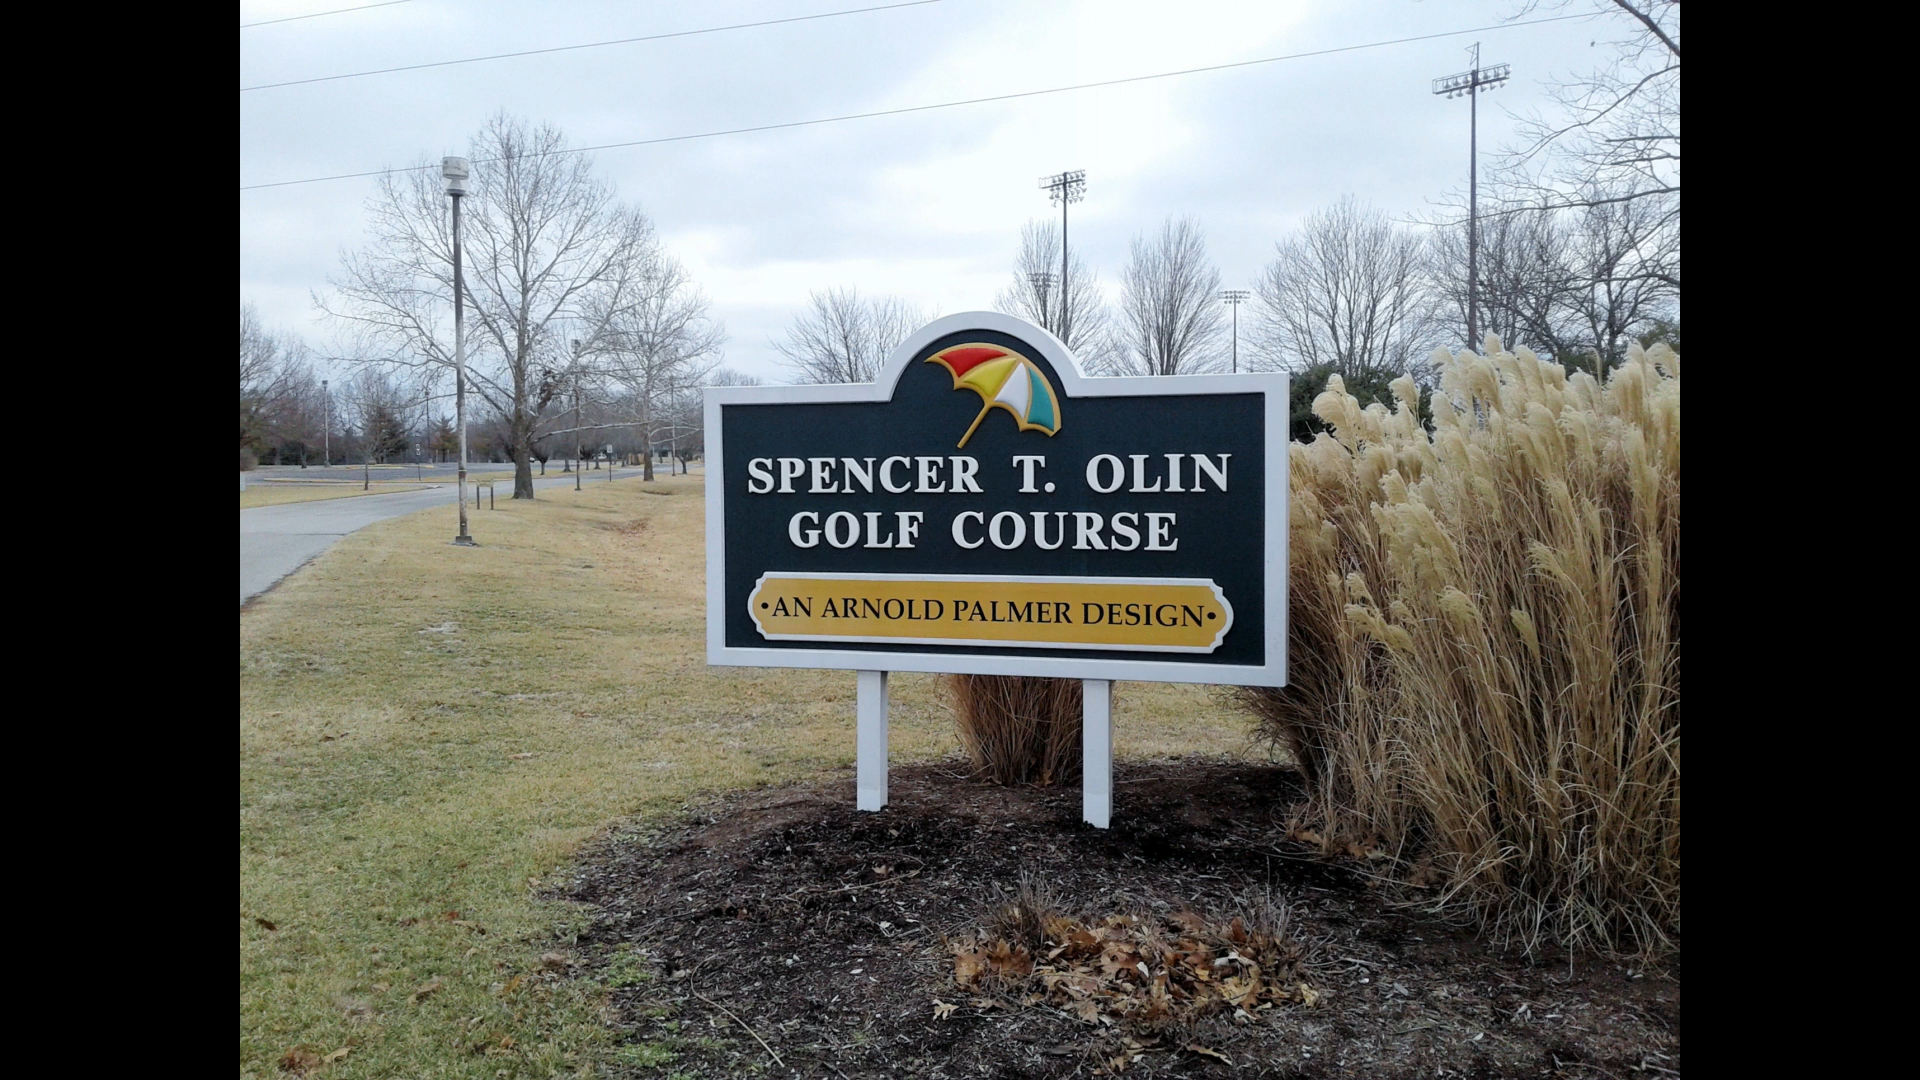 SPENCER T. OLIN
GOLF COURSE
•AN ARNOLD PALMER DESIGN•